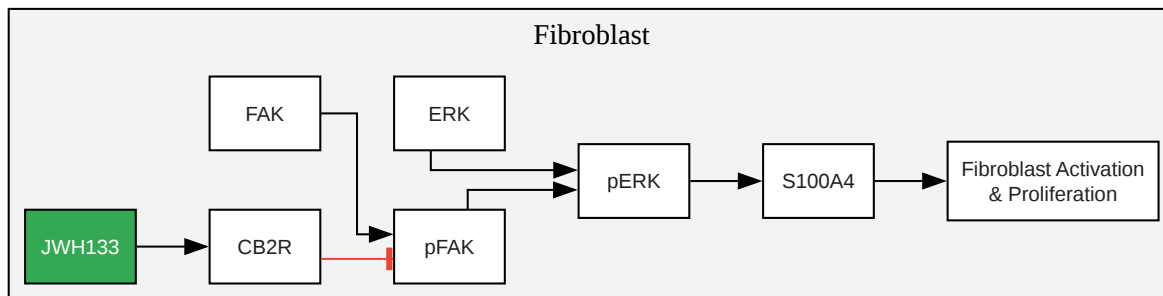 Fibroblast
FAK
ERK
pERK
S100A4
Fibroblast Activation
& Proliferation
JWH133
CB2R
pFAK